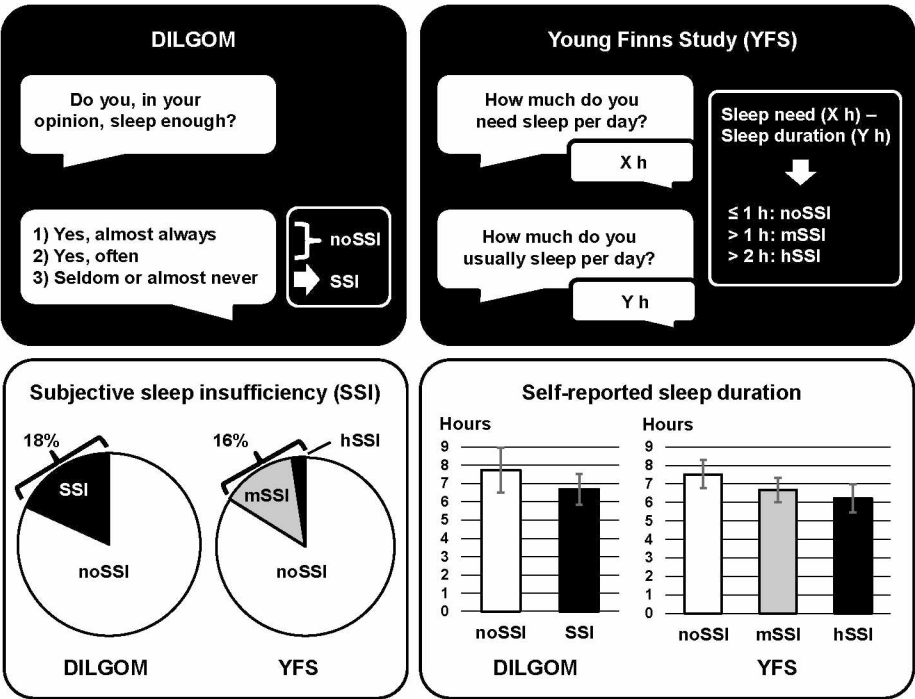 DILGOM
Do you, in your
opinion, sleep enough?
1) Yes, almost always
2) Yes, often
3) Seldom or almost never
noSSI
SSI
Young Finns Study (YFS)
How much do you
need sleep per day?
X h
How much do you
usually sleep per day?
Y h
Sleep need (X h) –
Sleep duration (Y h)
≤ 1 h: noSSI
> 1 h: mSSI
> 2 h: hSSI
Subjective sleep insufficiency (SSI)
18%
SSI
noSSI
DILGOM
16%
hSSI
mSSI
noSSI
YFS
Self-reported sleep duration
Hours
9
8
7
6
5
4
3
2
1
0
noSSI SSI
DILGOM
Hours
9
8
7
6
5
4
3
2
1
0
noSSI mSSI hSSI
YFS